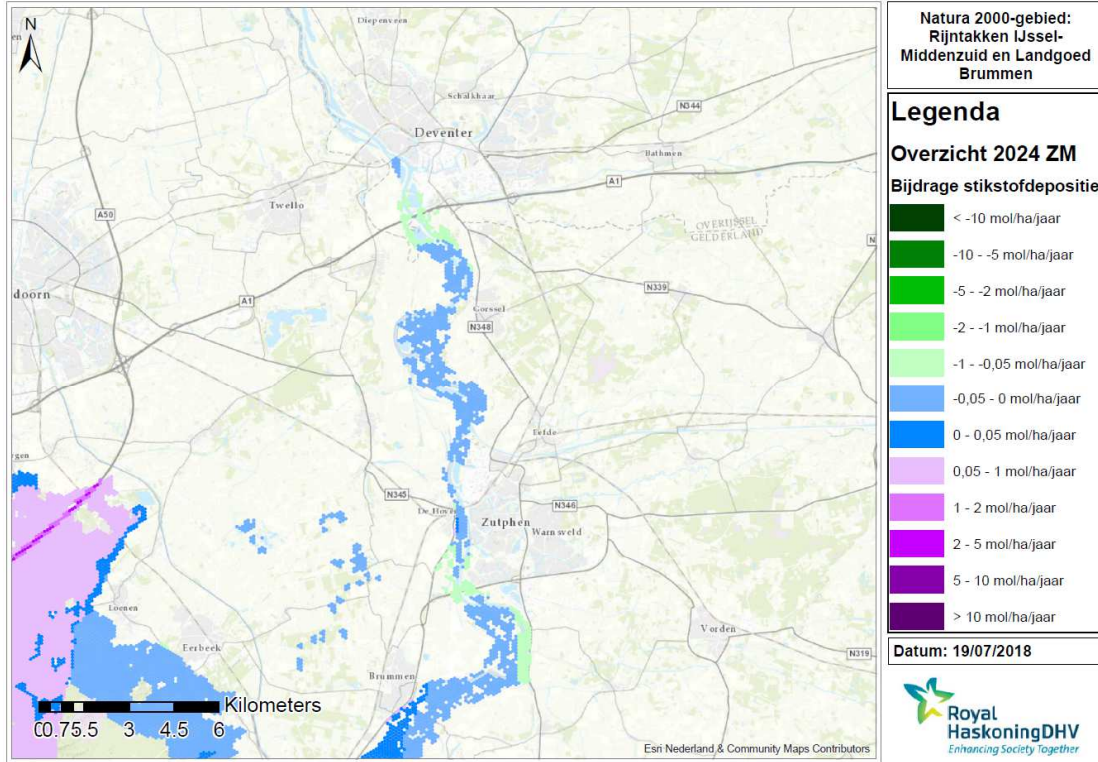 N
Diepenveen
Schalkhaar
Deventer
N344
Bathmen
A1
Twello
A50
OVERIJSSEL
GELDERLAND
N
doorn
A1
N339
Gorssel
N348
Eefde
N345
De Hoven
N346
Zutphen
Warnsveld
Loenen
Vorden
Eerbeek
N319
Brummen
Kilometers
3 4.5 6
Esri Nederland & Community Maps Contributors
Natura 2000-gebied:
Rijntakken IJssel-
Middenzuid en Landgoed
Brummen
Legenda
Overzicht 2024 ZM
Bijdrage stikstofdepositie
< -10 mol/ha/jaar
-10 - -5 mol/ha/jaar
-5 - -2 mol/ha/jaar
-2 - -1 mol/ha/jaar
-1 - -0,05 mol/ha/jaar
-0,05 - 0 mol/ha/jaar
0 - 0,05 mol/ha/jaar
0,05 - 1 mol/ha/jaar
1 - 2 mol/ha/jaar
2 - 5 mol/ha/jaar
5 - 10 mol/ha/jaar
> 10 mol/ha/jaar
Datum: 19/07/2018
Royal
HaskoningDHV
Enhancing Society Together